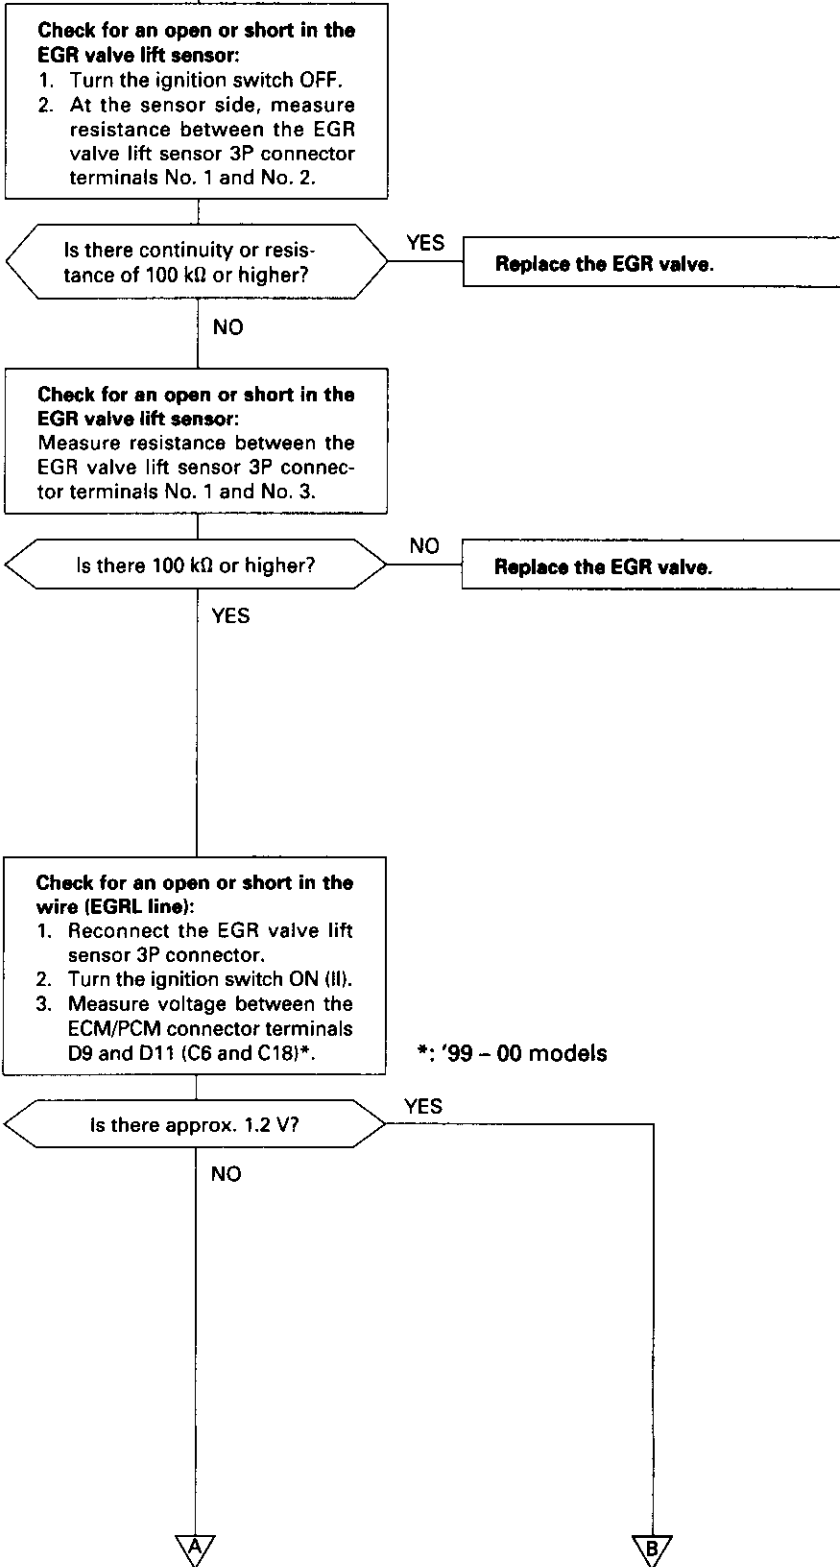 Check for an open or short in the
EGR valve lift sensor:
1. Turn the ignition switch OFF.
2. At the sensor side, measure
resistance between the EGR
valve lift sensor 3P connector
terminals No. 1 and No. 2.
Is there continuity or resis-
tance of 100 kΩ or higher?
YES
Replace the EGR valve.
NO
Check for an open or short in the
EGR valve lift sensor:
Measure resistance between the
EGR valve lift sensor 3P connec-
tor terminals No. 1 and No. 3.
Is there 100 kΩ or higher?
NO
Replace the EGR valve.
YES
Check for an open or short in the
wire (EGRL line):
1. Reconnect the EGR valve lift
sensor 3P connector.
2. Turn the ignition switch ON (II).
3. Measure voltage between the
ECM/PCM connector terminals
D9 and D11 (C6 and C18)*.
*: '99 – 00 models
Is there approx. 1.2 V?
YES
NO
A
B